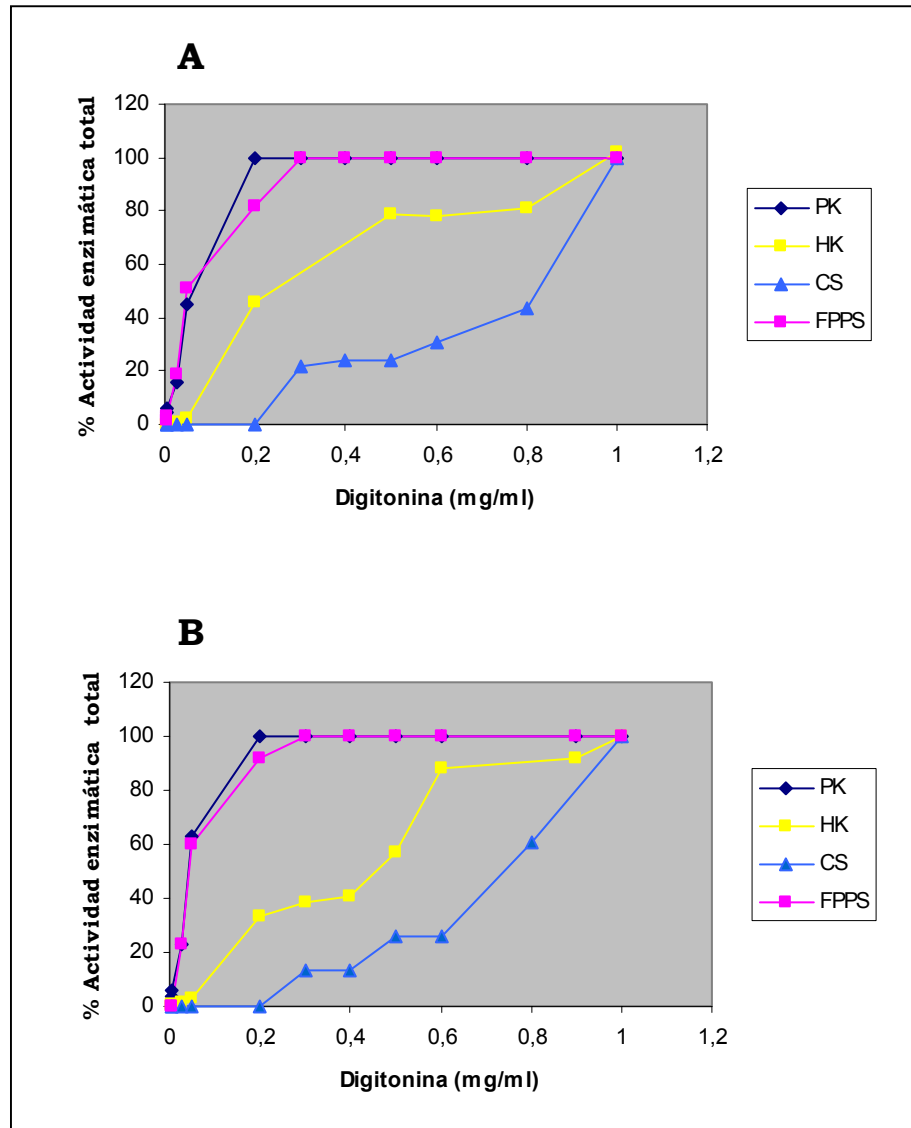 A
% Actividad enzimática total
120
100
80
60
40
20
0
0 0,2 0,4 0,6 0,8 1 1,2
Digitonina (mg/ml)
PK
HK
CS
FPPS
B
% Actividad enzimática total
120
100
80
60
40
20
0
0 0,2 0,4 0,6 0,8 1 1,2
Digitonina (mg/ml)
PK
HK
CS
FPPS